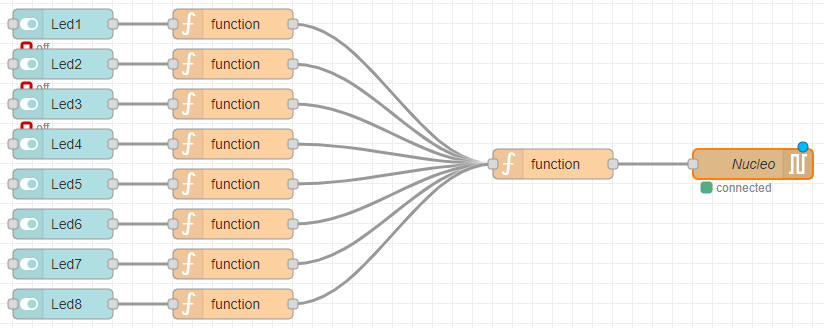 Led1 function
off
Led2 function
off
Led3 function
off
Led4 function
function Nucleo
Led5 function
connected
Led6 function
Led7 function
Led8 function